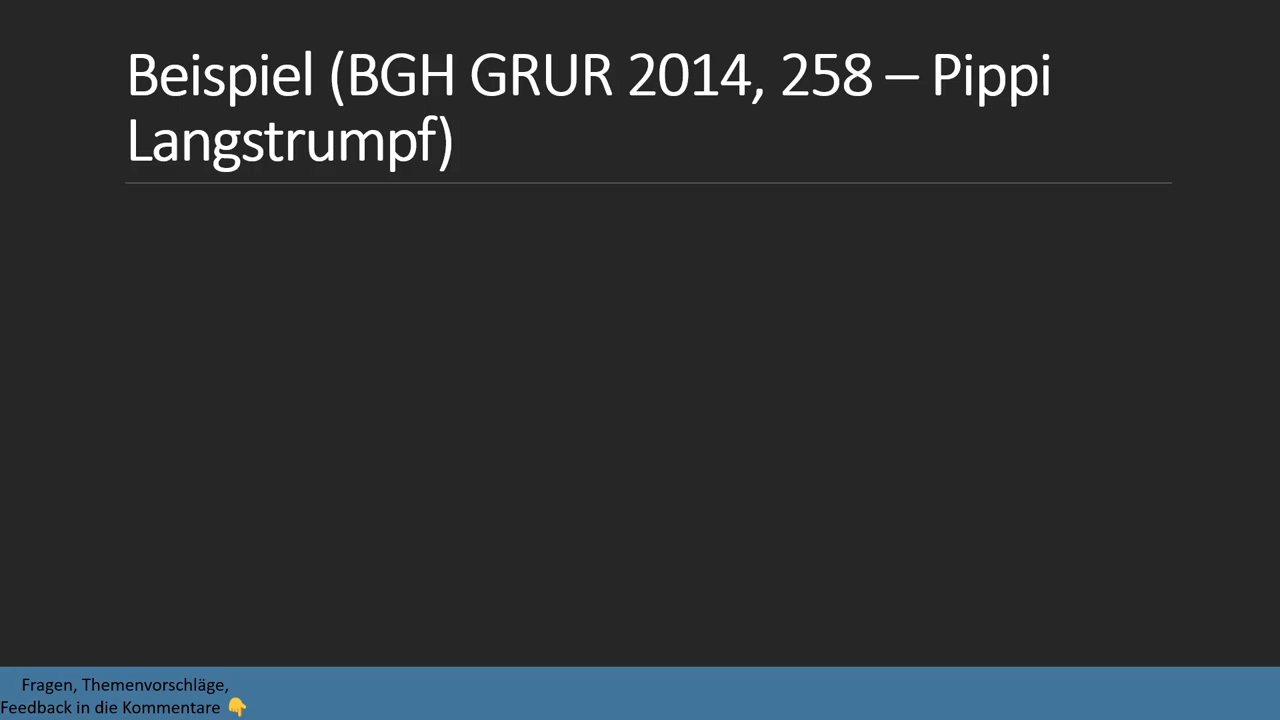 Beispiel (BGH GRUR 2014, 258 – Pippi
Langstrumpf)
Fragen, Themenvorschläge,
Feedback in die Kommentare 👇